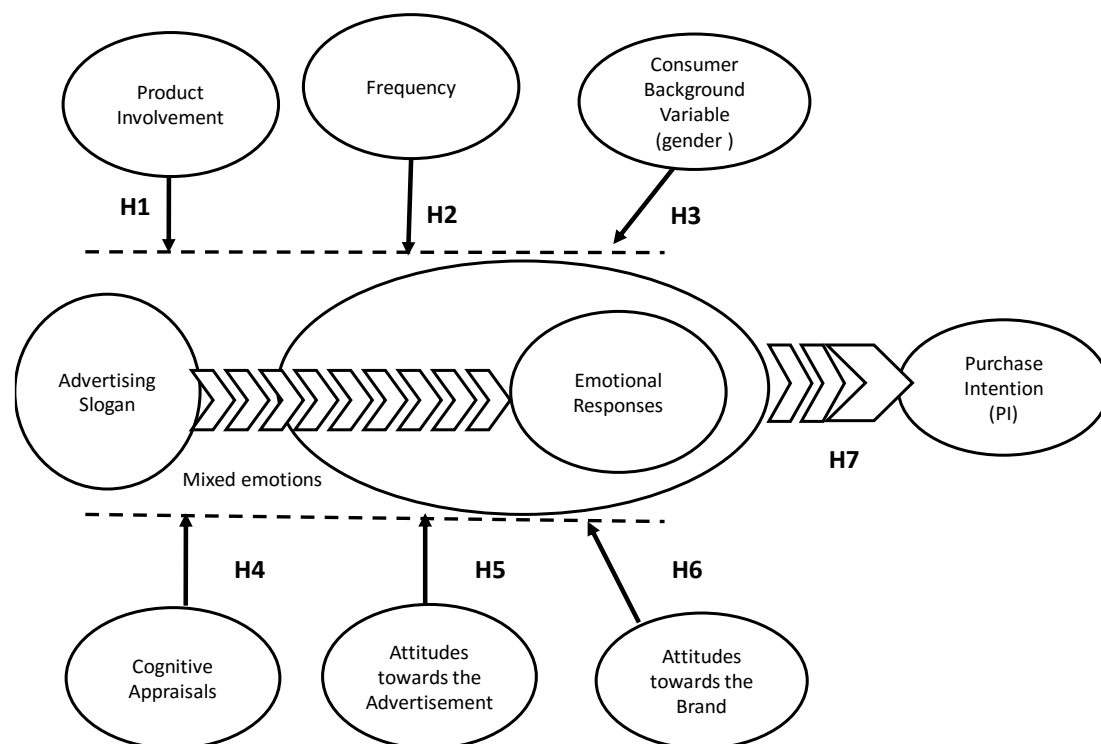 Product
Involvement
Frequency
Consumer
Background
Variable
(gender )
H1
H2
H3
Advertising
Slogan
Emotional
Responses
Purchase
Intention
(PI)
H7
Mixed emotions
H4
H5
H6
Cognitive
Appraisals
Attitudes
towards the
Advertisement
Attitudes
towards the
Brand